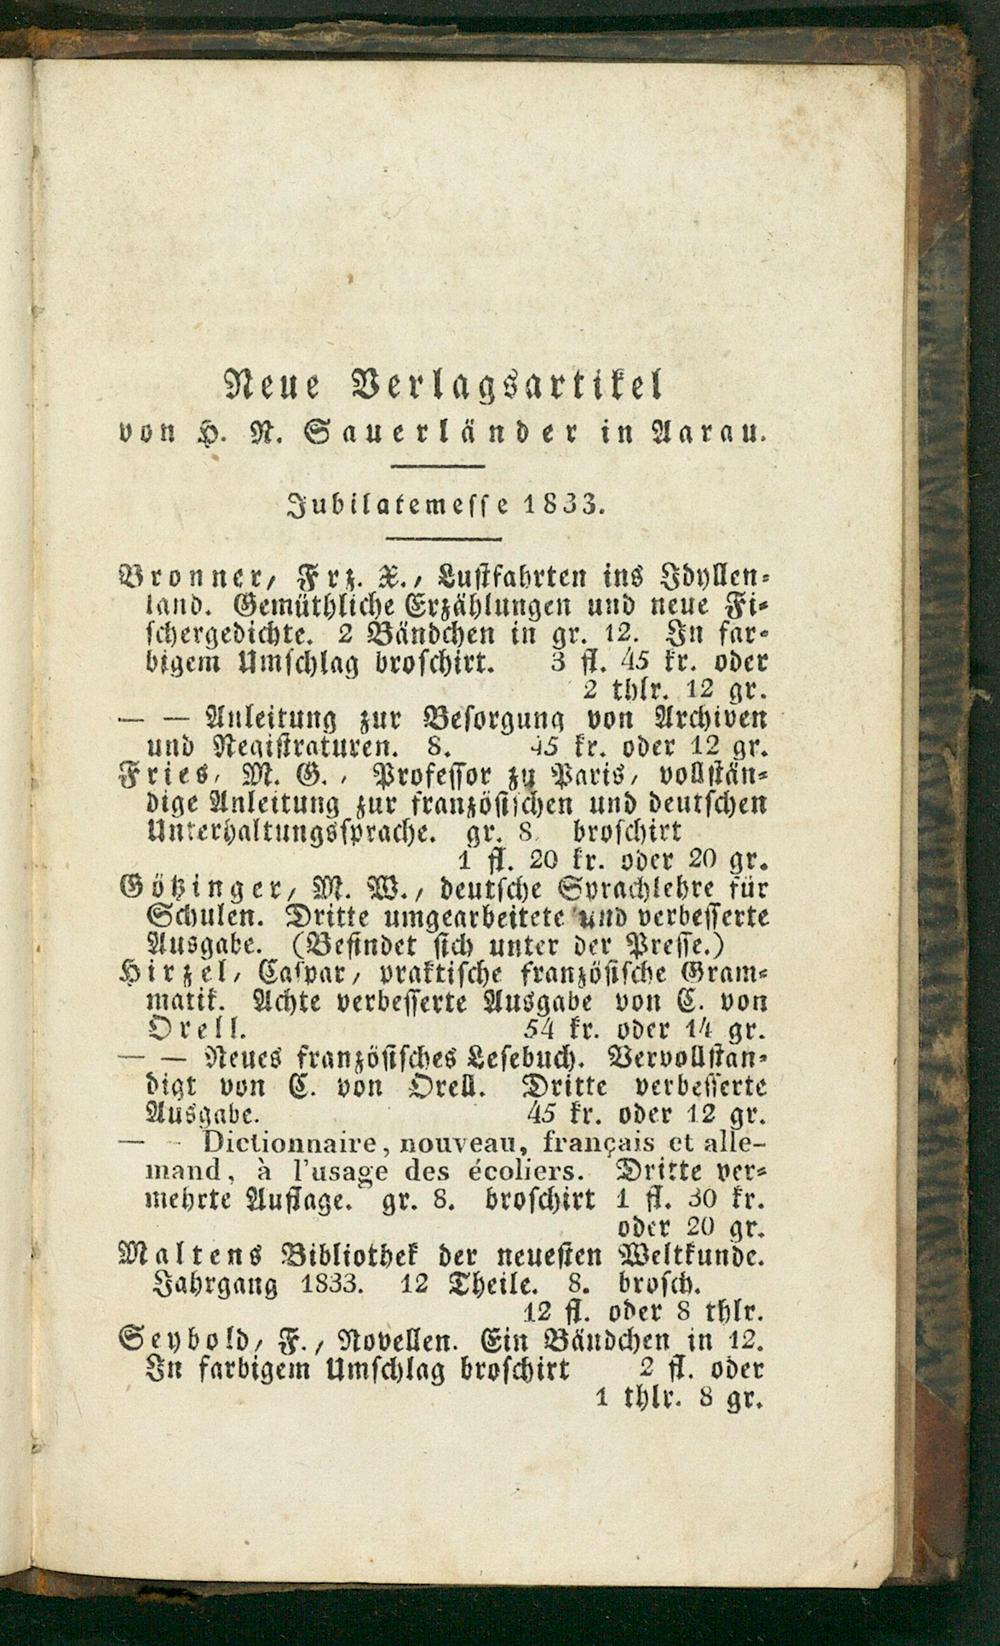 Neue Verlagsartikel
von H. R. Sauerländer in Aarau.
Jubilatemesse 1833.
Bronner, Frz. X., Lustfahrten ins Idyllen-
land. Gemüthliche Erzählungen und neue Fi-
schergedichte. 2 Bändchen in gr. 12. In far-
bigem Umschlag broschirt. 3 fl. 45 kr. oder
2 thlr. 12 gr.
— — Anleitung zur Besorgung von Archiven
und Registraturen. 8. 45 kr. oder 12 gr.
Fries, M. G., Professor zu Paris, vollstän-
dige Anleitung zur französischen und deutschen
Unterhaltungssprache. gr. 8 broschirt
1 fl. 20 kr. oder 20 gr.
Götzinger, M. W., deutsche Sprachlehre für
Schulen. Dritte umgearbeitete und verbesserte
Ausgabe. (Befindet sich unter der Presse.)
Hirzel, Caspar, praktische französische Gram-
matik. Achte verbesserte Ausgabe von C. von
Orell. 54 kr. oder 14 gr.
— — Neues französisches Lesebuch. Vervollstän-
digt von C. von Orell. Dritte verbesserte
Ausgabe. 45 kr. oder 12 gr.
— – Dictionnaire, nouveau, français et alle-
mand, à l'usage des écoliers. Dritte ver-
mehrte Auflage. gr. 8. broschirt 1 fl. 30 kr.
oder 20 gr.
Maltens Bibliothek der neuesten Weltkunde.
Jahrgang 1833. 12 Theile. 8. brosch.
12 fl. oder 8 thlr.
Seybold, F., Novellen. Ein Bändchen in 12.
In farbigem Umschlag broschirt 2 fl. oder
1 thlr. 8 gr.